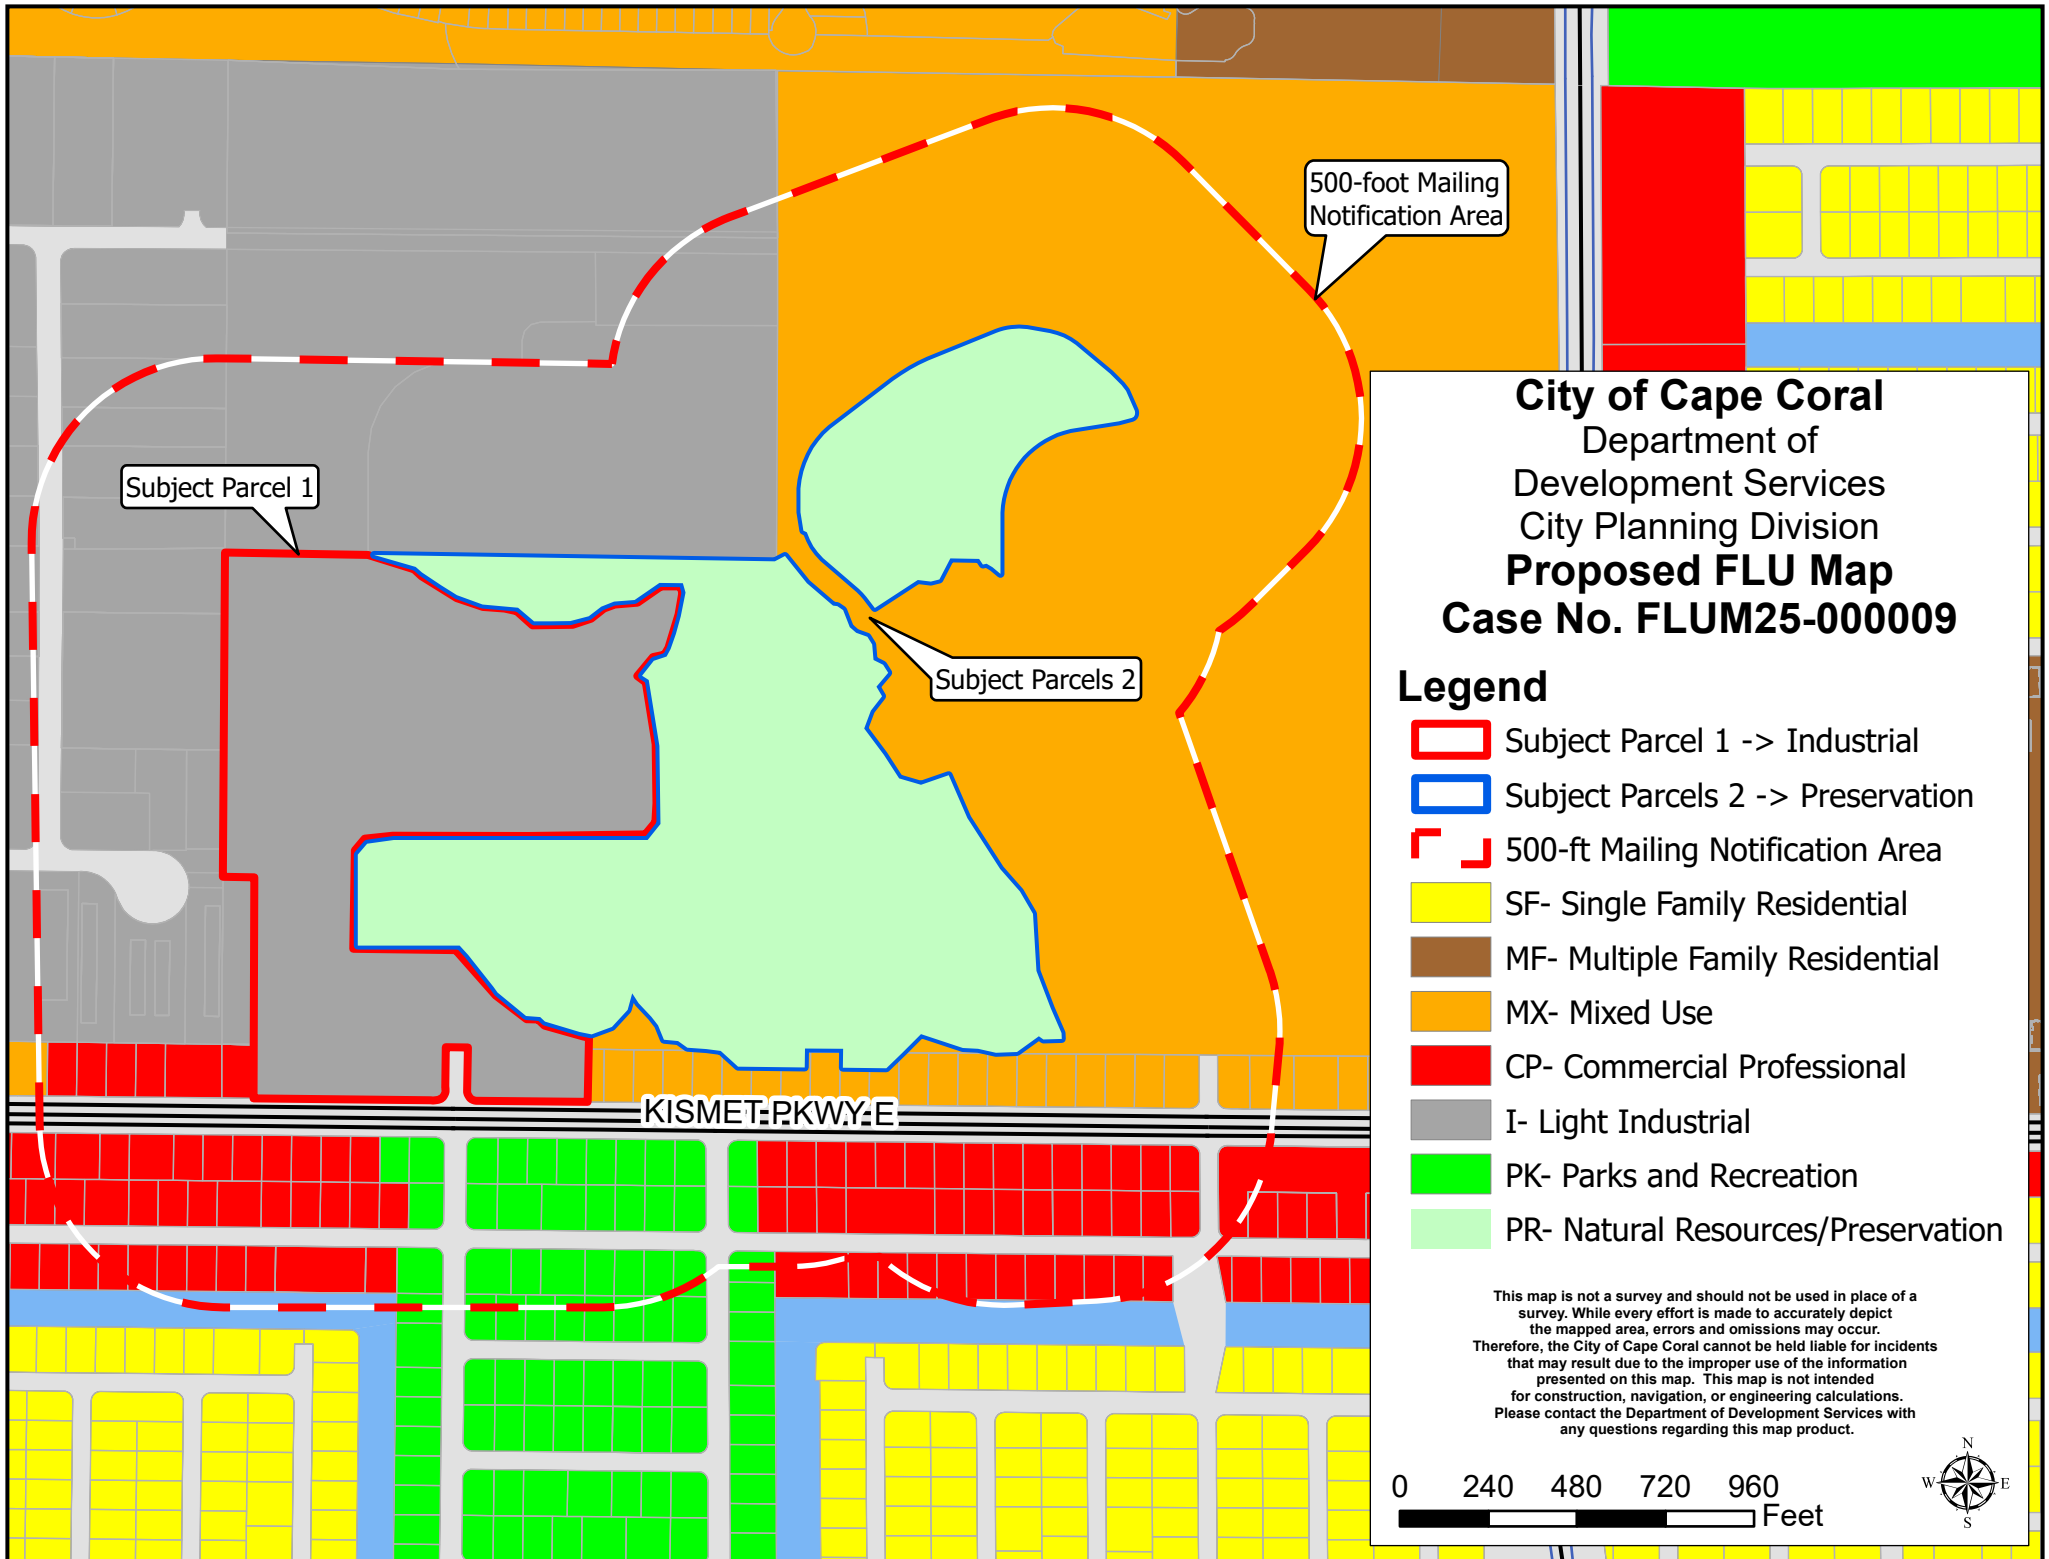 500-foot Mailing
Notification Area
Subject Parcel 1
Subject Parcels 2
KISMET PKWY E
City of Cape Coral
Department of
Development Services
City Planning Division
Proposed FLU Map
Case No. FLUM25-000009
Legend
Subject Parcel 1 -> Industrial
Subject Parcels 2 -> Preservation
500-ft Mailing Notification Area
SF- Single Family Residential
MF- Multiple Family Residential
MX- Mixed Use
CP- Commercial Professional
I- Light Industrial
PK- Parks and Recreation
PR- Natural Resources/Preservation
This map is not a survey and should not be used in place of a
survey. While every effort is made to accurately depict
the mapped area, errors and omissions may occur.
Therefore, the City of Cape Coral cannot be held liable for incidents
that may result due to the improper use of the information
presented on this map. This map is not intended
for construction, navigation, or engineering calculations.
Please contact the Department of Development Services with
any questions regarding this map product.
N
W E
S
0 240 480 720 960
Feet